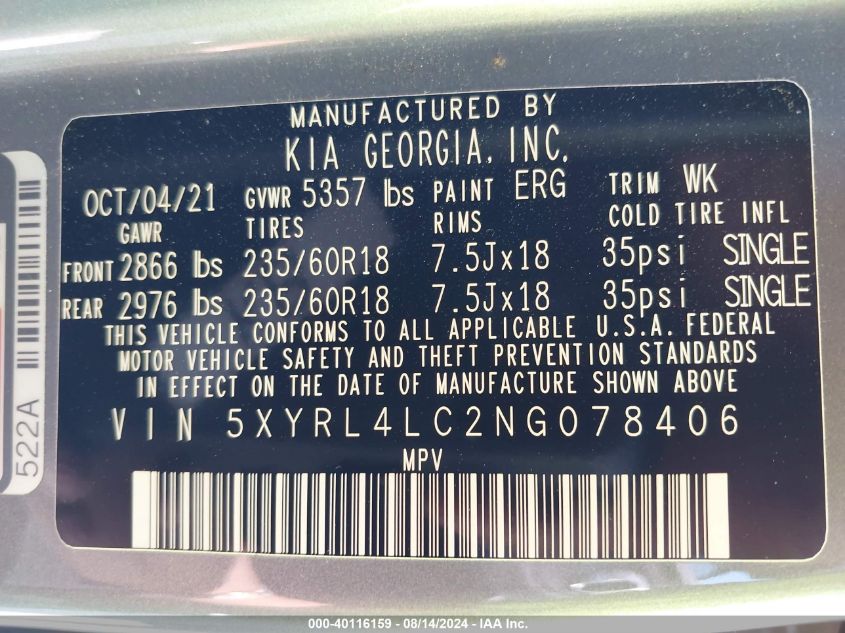 MANUFACTURED BY
KIA GEORGIA, INC.
OCT/04/21 GVWR 5357 lbs PAINT ERG TRIM WK
GAWR TIRES RIMS COLD TIRE INFL
FRONT 2866 lbs 235/60R18 7.5Jx18 35psi SINGLE
REAR 2976 lbs 235/60R18 7.5Jx18 35psi SINGLE
THIS VEHICLE CONFORMS TO ALL APPLICABLE U.S.A. FEDERAL
MOTOR VEHICLE SAFETY AND THEFT PREVENTION STANDARDS
IN EFFECT ON THE DATE OF MANUFACTURE SHOWN ABOVE
VIN 5XYRL4LC2NG078406
MPV
522A
000-40116159 - 08/14/2024 - IAA Inc.